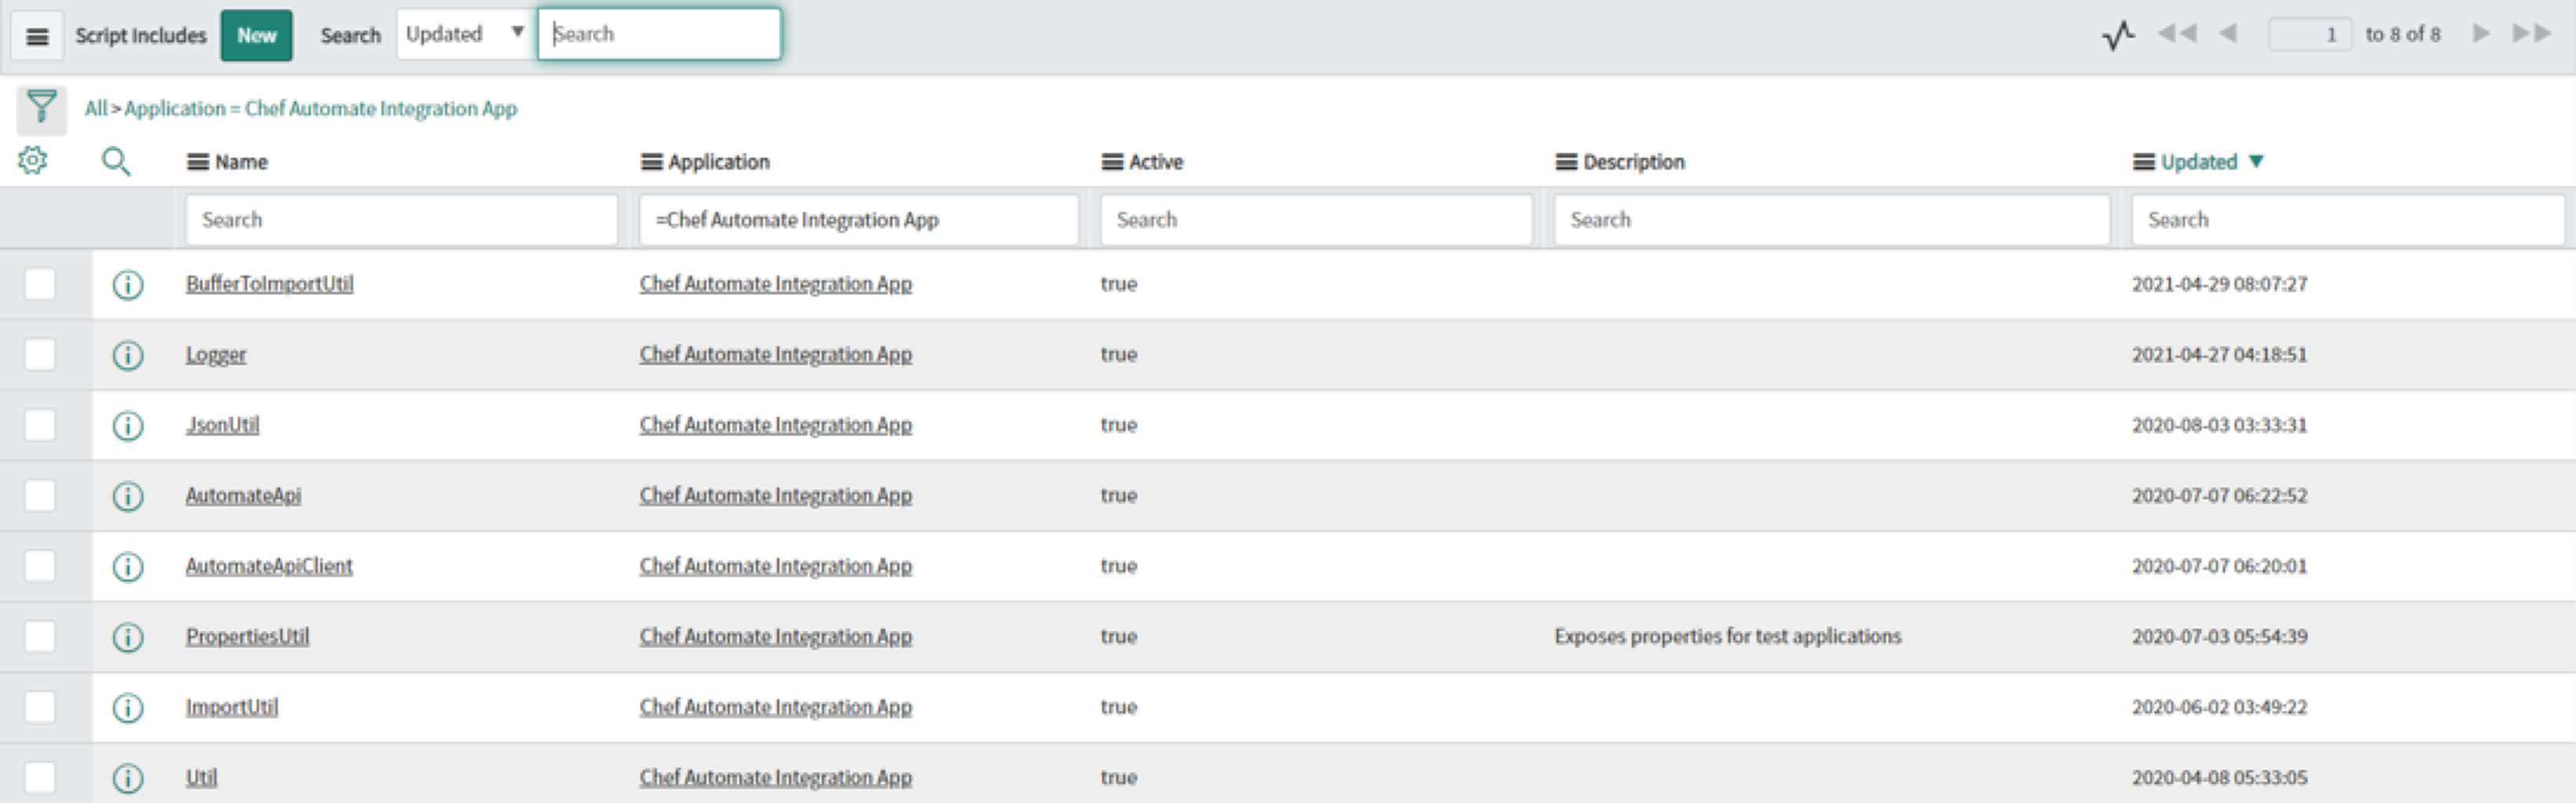 Script Includes New Search Updated Search 1 to 8 of 8
All > Application = Chef Automate Integration App
Name Application Active Description Updated
Search =Chef Automate Integration App Search Search Search
BufferToImportUtil Chef Automate Integration App true 2021-04-29 08:07:27
Logger Chef Automate Integration App true 2021-04-27 04:18:51
JsonUtil Chef Automate Integration App true 2020-08-03 03:33:31
AutomateApi Chef Automate Integration App true 2020-07-07 06:22:52
AutomateApiClient Chef Automate Integration App true 2020-07-07 06:20:01
PropertiesUtil Chef Automate Integration App true Exposes properties for test applications 2020-07-03 05:54:39
ImportUtil Chef Automate Integration App true 2020-06-02 03:49:22
Util Chef Automate Integration App true 2020-04-08 05:33:05